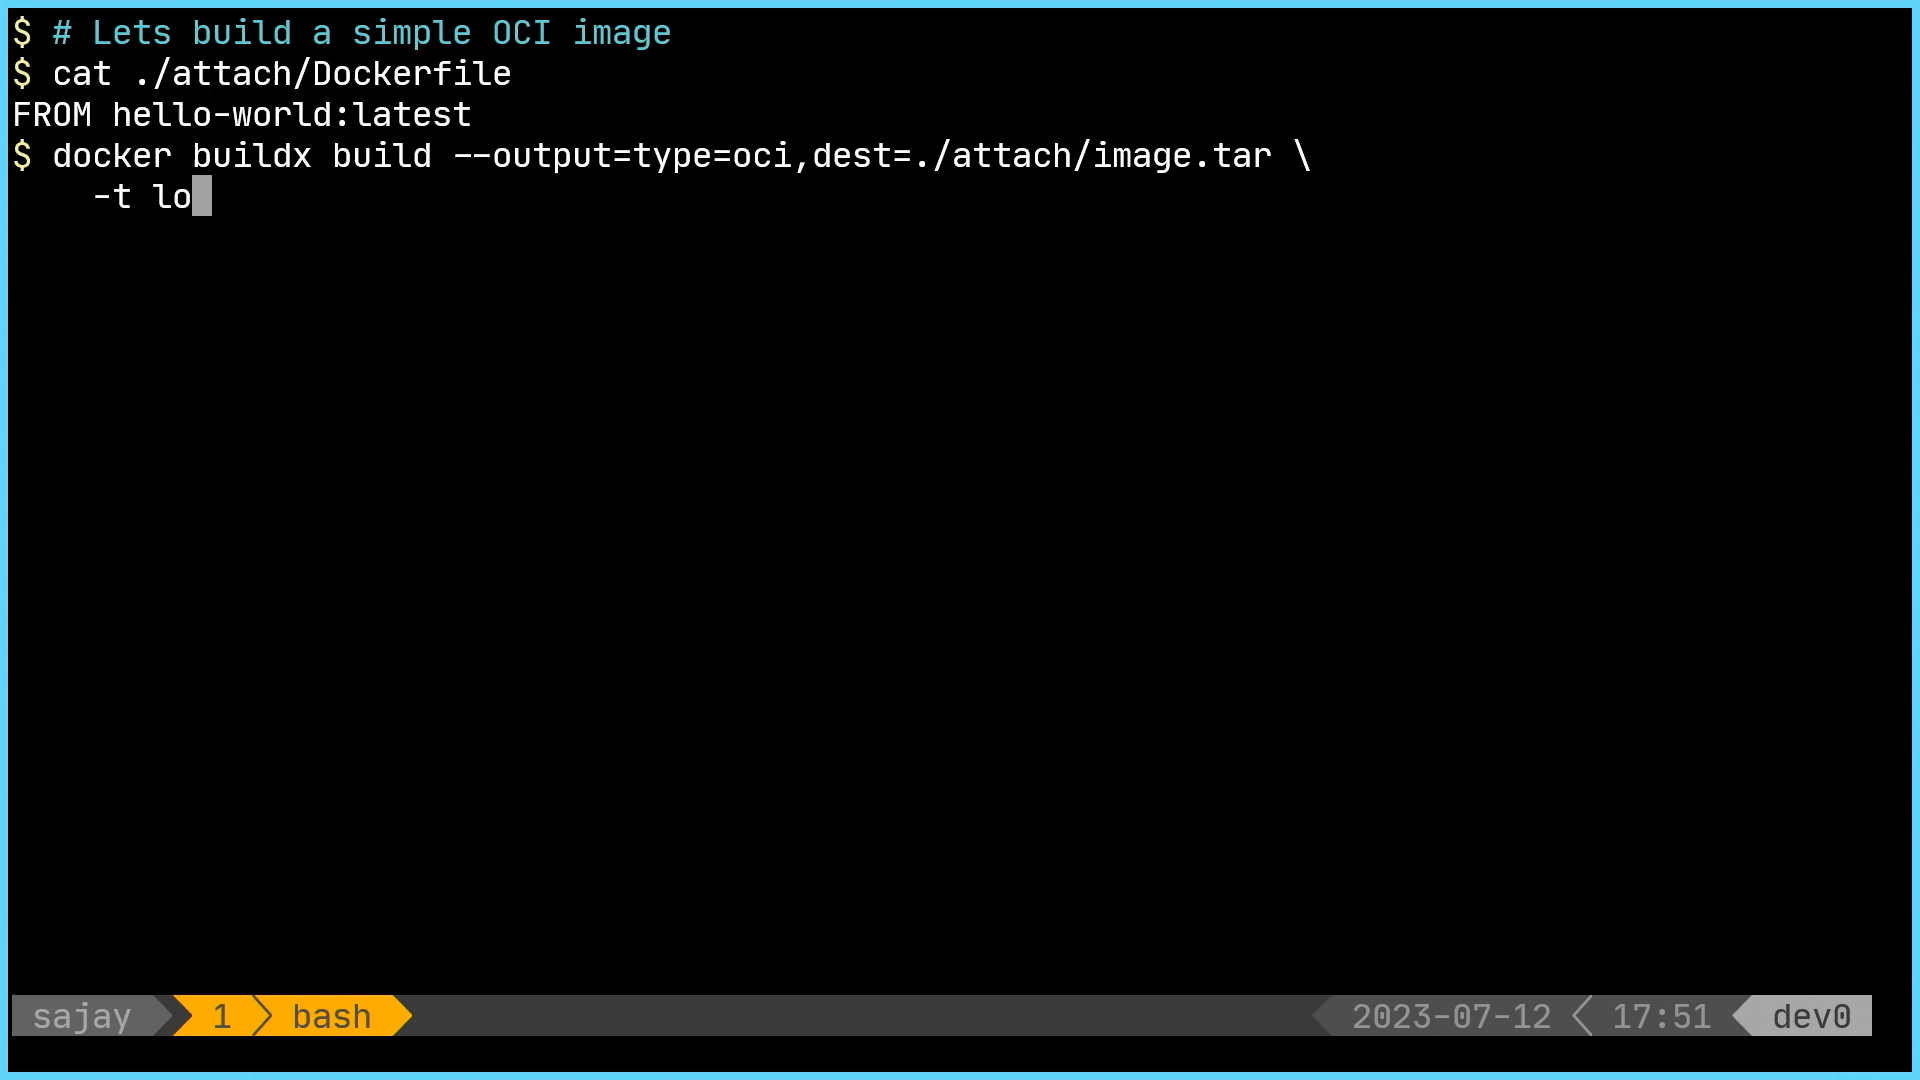 $ # Lets build a simple OCI image
$ cat ./attach/Dockerfile
FROM hello-world:latest
$ docker buildx build --output=type=oci,dest=./attach/image.tar \
    -t lo
sajay 1 bash 2023-07-12 17:51 dev0